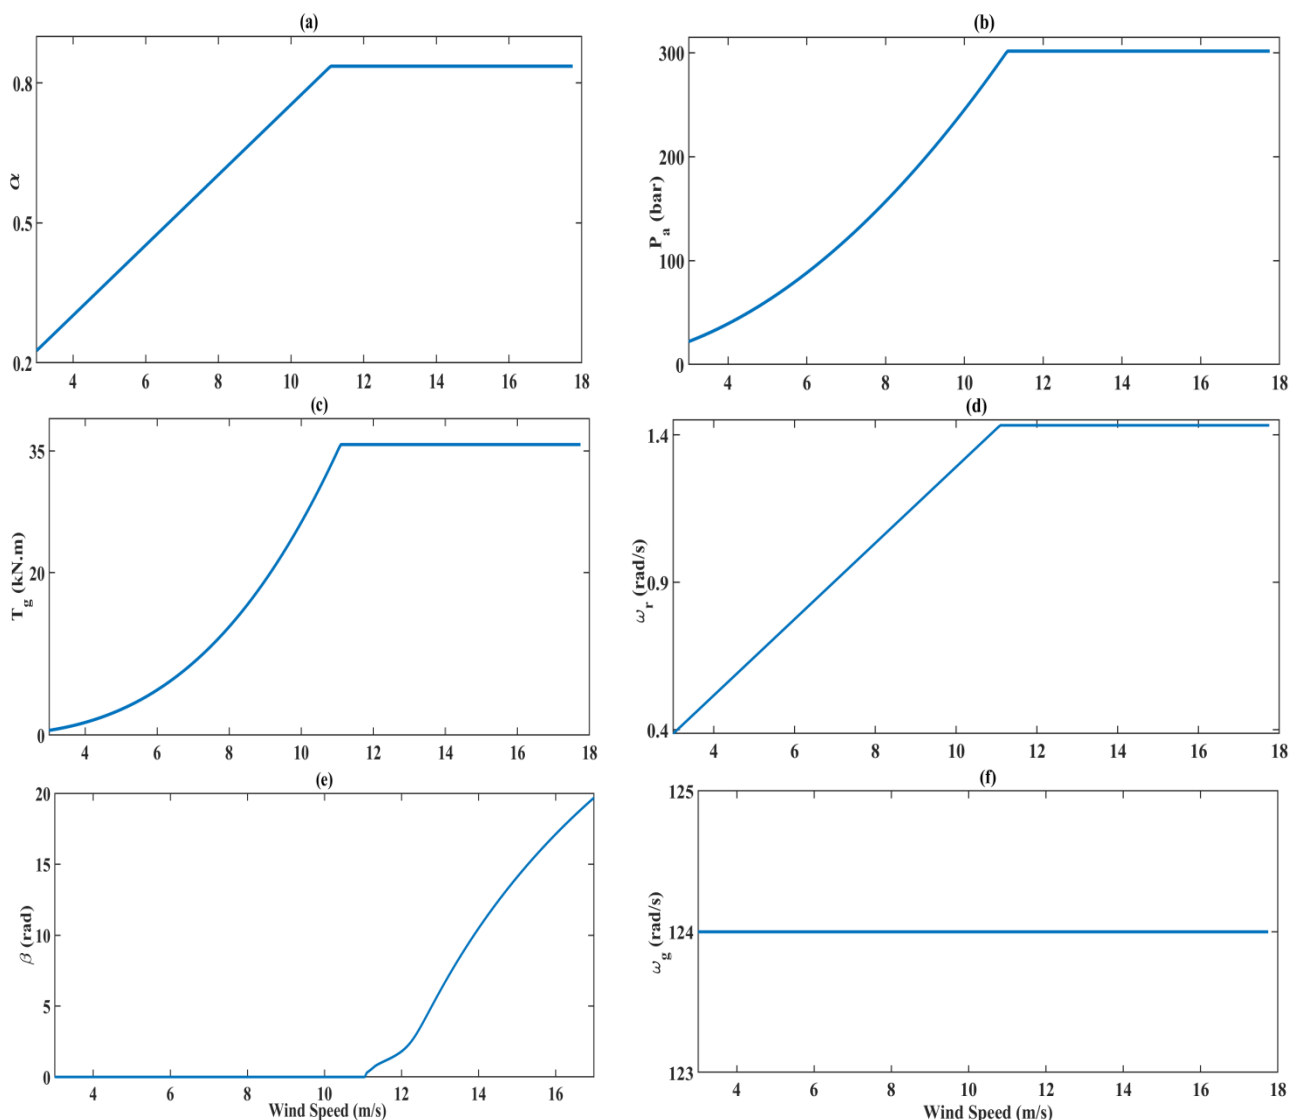 (a)
0.8
0.5
0.2
α
4 6 8 10 12 14 16 18
(b)
300
200
100
0
P_a (bar)
4 6 8 10 12 14 16 18
(c)
35
20
0
T_g (kN.m)
4 6 8 10 12 14 16 18
(d)
1.4
0.9
0.4
ω_r (rad/s)
4 6 8 10 12 14 16 18
(e)
20
15
10
5
0
β (rad)
4 6 8 10 12 14 16
Wind Speed (m/s)
(f)
125
124
123
ω_g (rad/s)
4 6 8 10 12 14 16 18
Wind Speed (m/s)